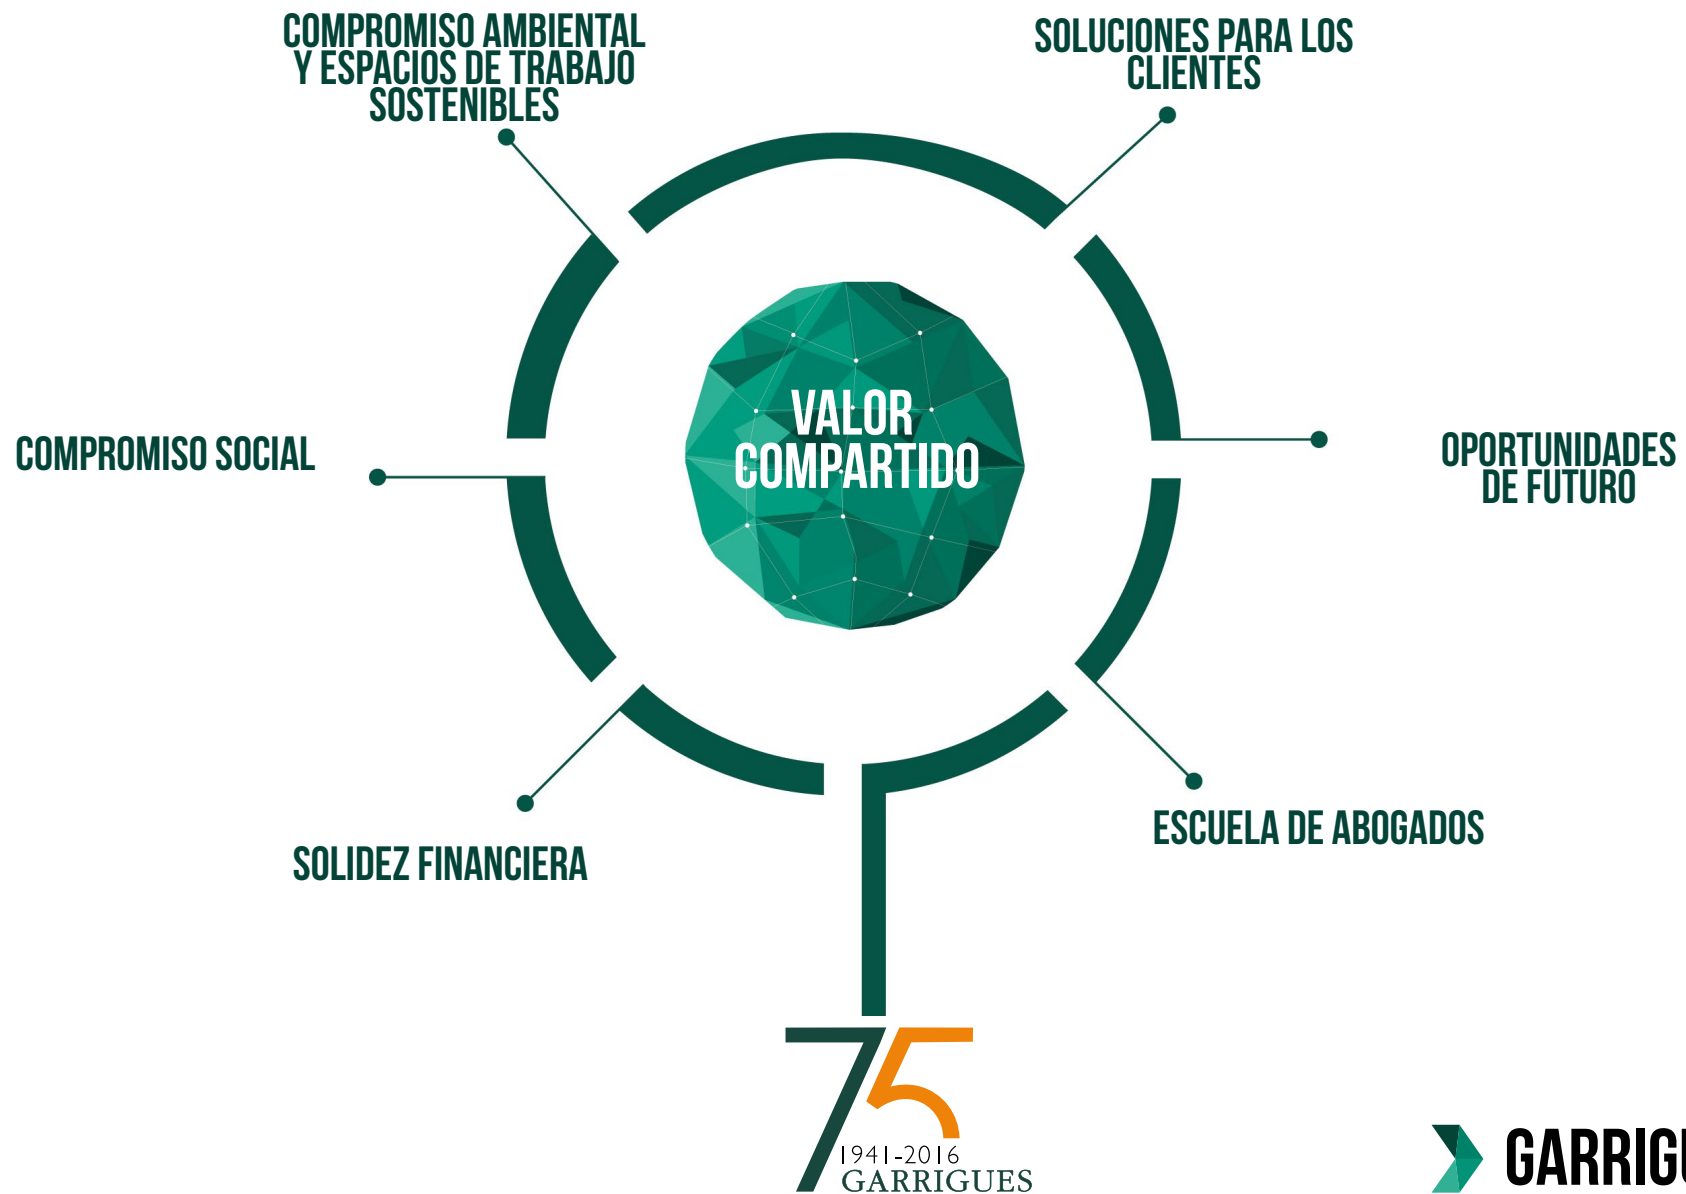 COMPROMISO AMBIENTAL
Y ESPACIOS DE TRABAJO
SOSTENIBLES
SOLUCIONES PARA LOS
CLIENTES
VALOR
COMPARTIDO
COMPROMISO SOCIAL
OPORTUNIDADES
DE FUTURO
ESCUELA DE ABOGADOS
SOLIDEZ FINANCIERA
75
1941-2016
GARRIGUES
GARRIGU